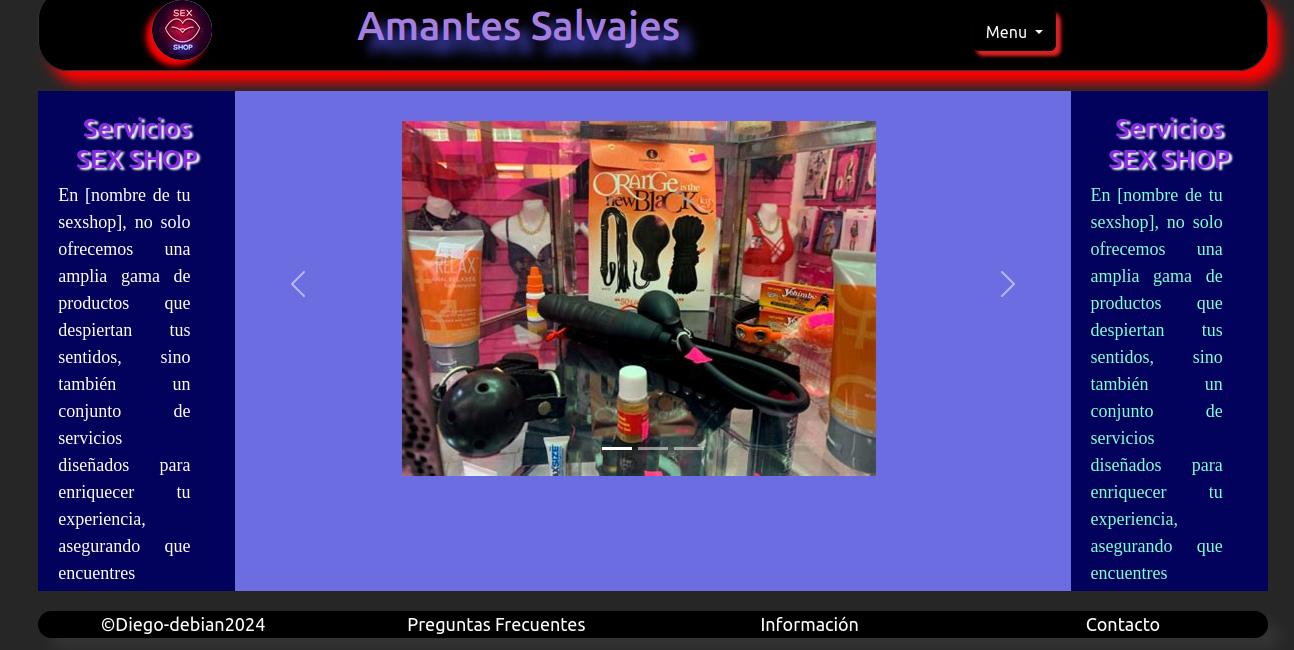 SEX
SHOP
Amantes Salvajes
Menu
Servicios
SEX SHOP
En [nombre de tu
sexshop], no solo
ofrecemos una
amplia gama de
productos que
despiertan tus
sentidos, sino
también un
conjunto de
servicios
diseñados para
enriquecer tu
experiencia,
asegurando que
encuentres
ORANGE is the
new BLACK
kit
RELAX
ANAL RELAXER
Yohimbe
Servicios
SEX SHOP
En [nombre de tu
sexshop], no solo
ofrecemos una
amplia gama de
productos que
despiertan tus
sentidos, sino
también un
conjunto de
servicios
diseñados para
enriquecer tu
experiencia,
asegurando que
encuentres
©Diego-debian2024
Preguntas Frecuentes
Información
Contacto